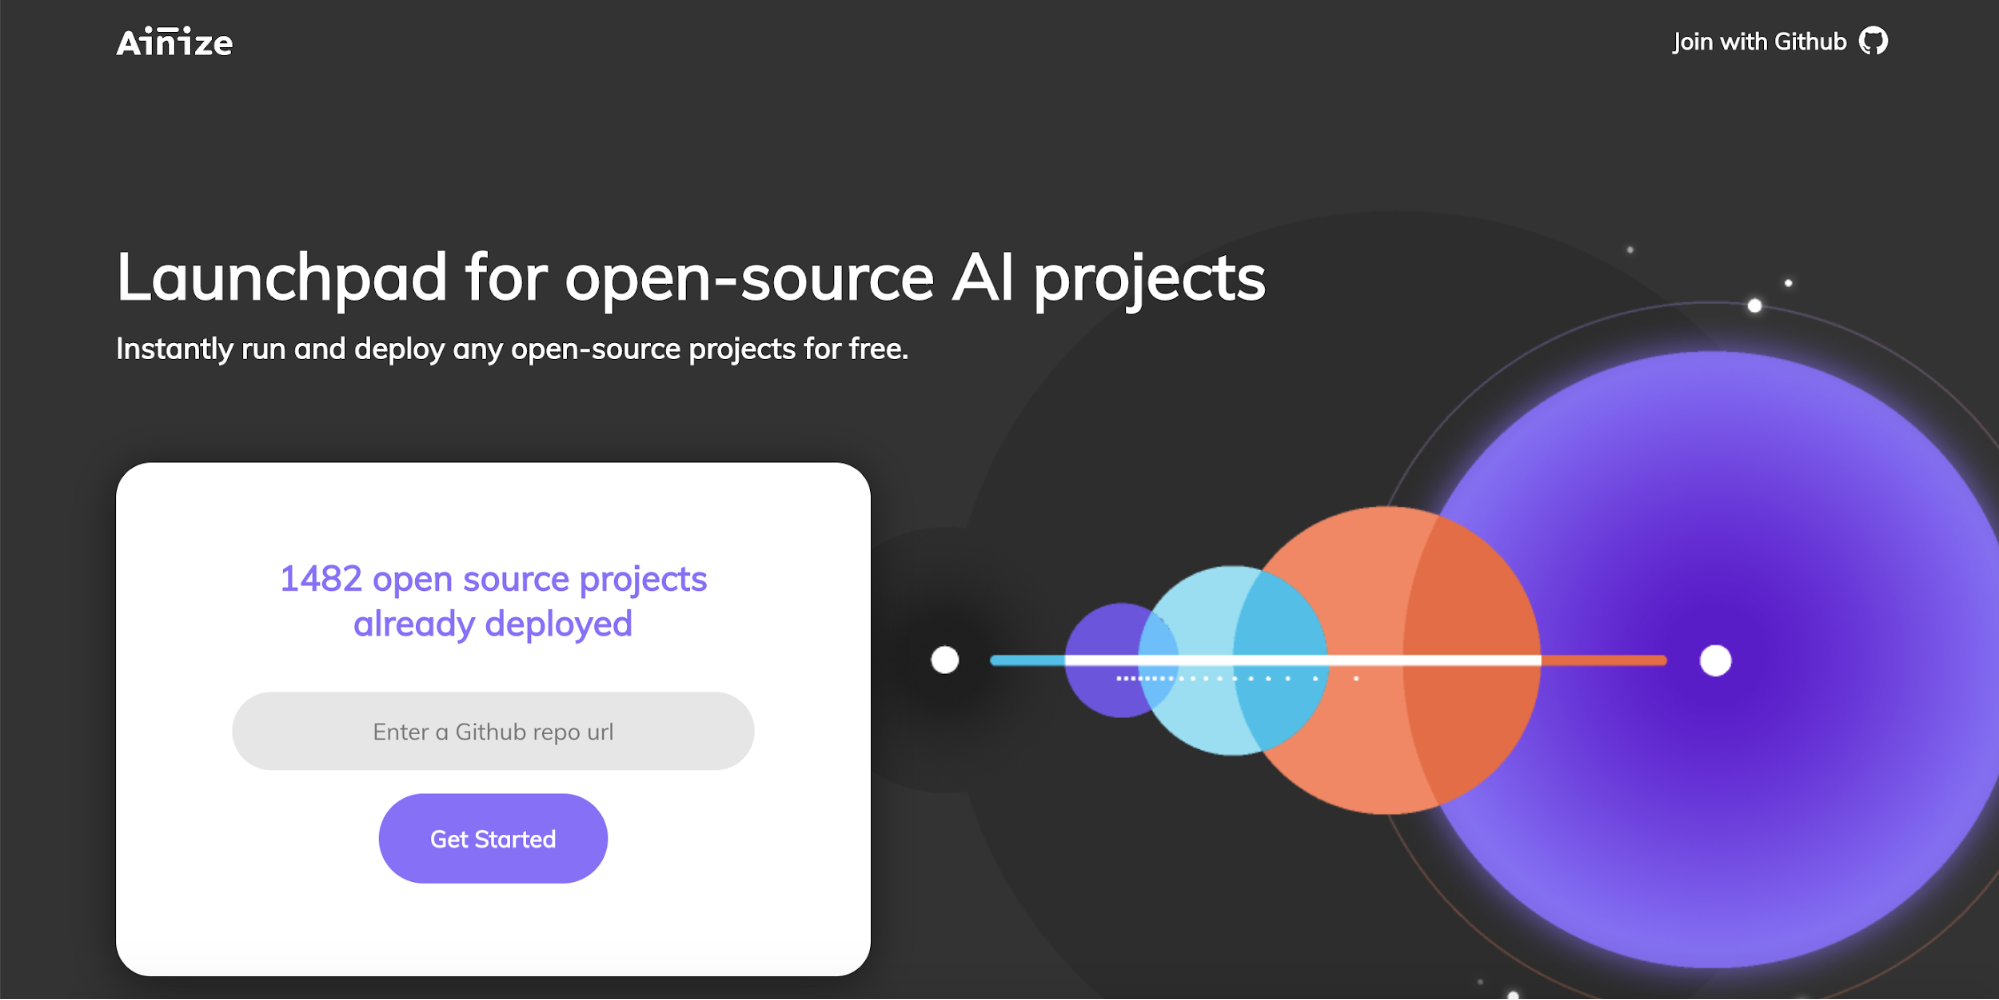 Ainize
Join with Github
Launchpad for open-source AI projects
Instantly run and deploy any open-source projects for free.
1482 open source projects
already deployed
Enter a Github repo url
Get Started